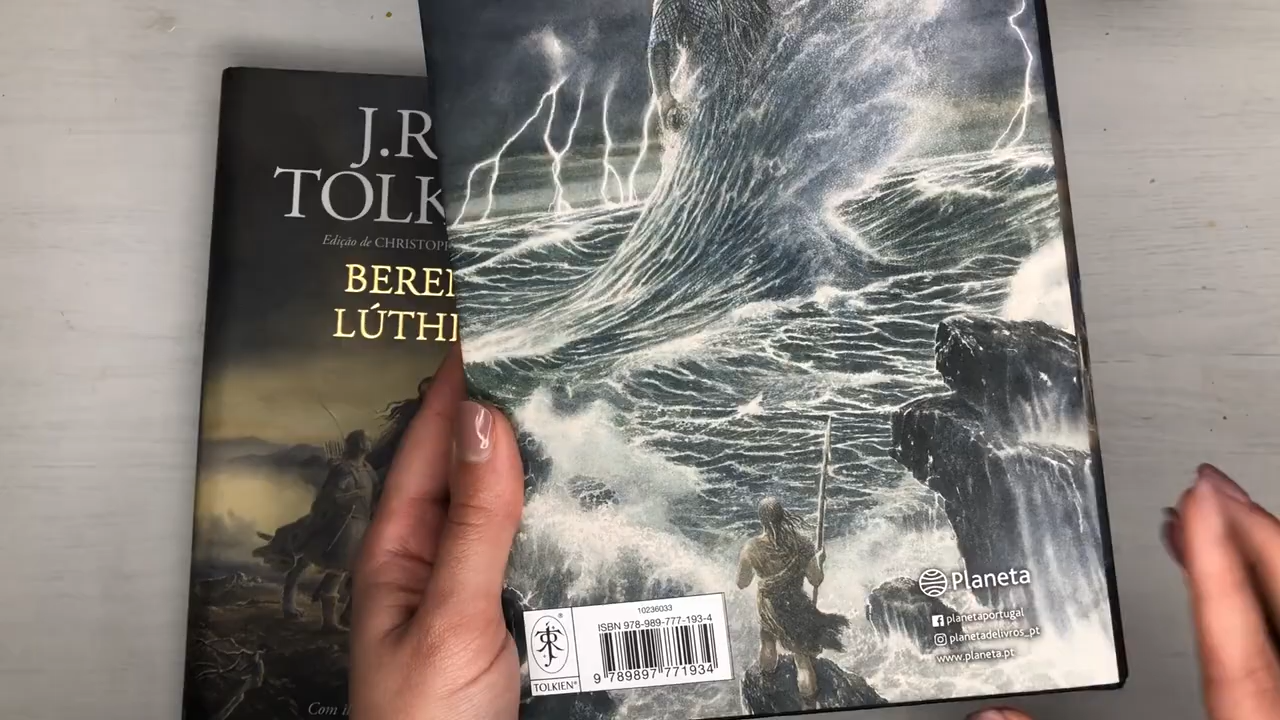 J.R
TOLK
Edição de CHRISTOPH
BEREN
LÚTHI
Com i
Planeta
planetaportugal
planetadelivros_pt
www.planeta.pt
TOLKIEN®
10236033
ISBN 978-989-777-193-4
9 789897 771934